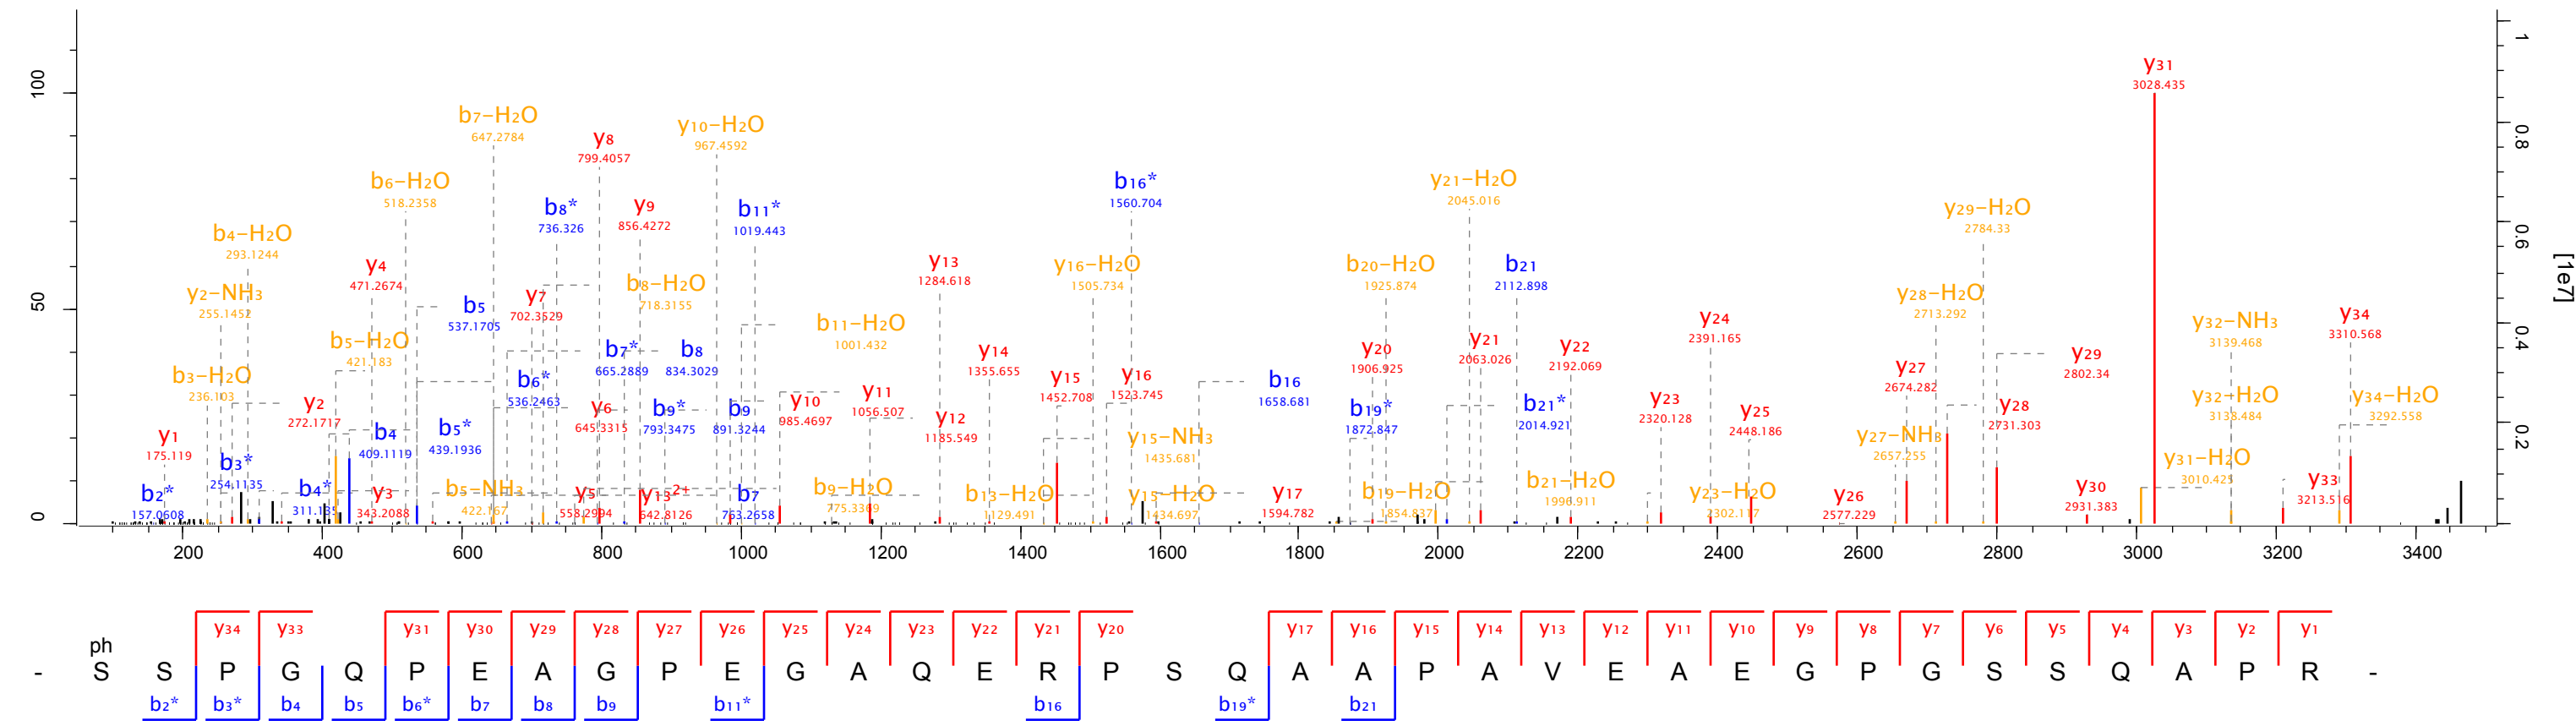 y31
3028.435
y8
799.4057
b7-H2O
647.2784
y10-H2O
967.4592
b6-H2O
518.2358
b8*
736.326
y9
856.4272
b11*
1019.443
b16*
1560.704
y21-H2O
2045.016
y29-H2O
2784.33
b4-H2O
293.1244
y4
471.2674
y2-NH3
255.1452
b5
537.1705
y7
702.3529
b8-H2O
718.3155
y13
1284.618
y16-H2O
1505.734
b20-H2O
1925.874
b21
2112.898
y28-H2O
2713.292
y32-NH3
3139.468
y34
3310.568
b5-H2O
421.183
b7*
665.2889
b8
834.3029
b11-H2O
1001.432
y14
1355.655
y20
1906.925
y21
2063.026
y22
2192.069
y24
2391.165
y29
2802.34
b3-H2O
236.103
y2
272.1717
b6*
536.2463
y6
645.3315
b9*
793.3475
b9
891.3244
y10
985.4697
y11
1056.507
y12
1185.549
y15
1452.708
y16
1523.745
b16
1658.681
b19*
1872.847
b21*
2014.921
y23
2320.128
y25
2448.186
y27
2674.282
y28
2731.303
y32-H2O
3138.484
y34-H2O
3292.558
y1
175.119
b4
409.1119
b5*
439.1936
y15-NH3
1435.681
y27-NH3
2657.255
y31-H2O
3010.425
b2*
157.0608
b3*
254.1135
b4*
311.135
y3
343.2088
b5-NH3
422.167
y5
558.2994
y13 2+
642.8126
b7
763.2658
b9-H2O
775.3369
b13-H2O
1129.491
y15-H2O
1434.697
y17
1594.782
b19-H2O
1854.837
b21-H2O
1996.911
y23-H2O
2302.117
y26
2577.229
y30
2931.383
y33
3213.516
100
50
0
1
0.8
0.6
0.4
0.2
[1e7]
200 400 600 800 1000 1200 1400 1600 1800 2000 2200 2400 2600 2800 3000 3200 3400
y34 y33 y31 y30 y29 y28 y27 y26 y25 y24 y23 y22 y21 y20 y17 y16 y15 y14 y13 y12 y11 y10 y9 y8 y7 y6 y5 y4 y3 y2 y1
ph
- S S P G Q P E A G P E G A Q E R P S Q A A P A V E A E G P G S S Q A P R -
b2* b3* b4 b5 b6* b7 b8 b9 b11* b16 b19* b21